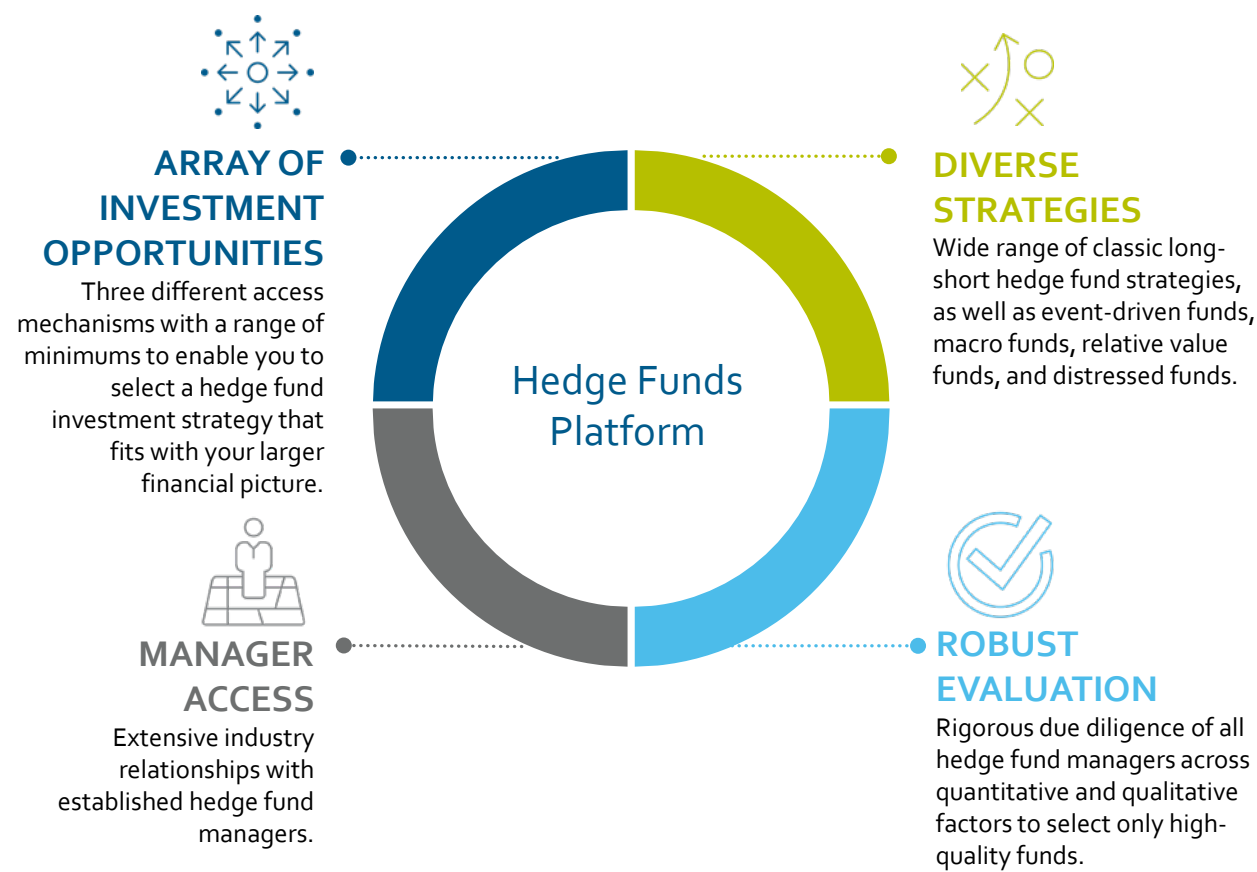 ARRAY OF
INVESTMENT
OPPORTUNITIES
Three different access
mechanisms with a range of
minimums to enable you to
select a hedge fund
investment strategy that
fits with your larger
financial picture.
DIVERSE
STRATEGIES
Wide range of classic long-
short hedge fund strategies,
as well as event-driven funds,
macro funds, relative value
funds, and distressed funds.
Hedge Funds
Platform
MANAGER
ACCESS
Extensive industry
relationships with
established hedge fund
managers.
ROBUST
EVALUATION
Rigorous due diligence of all
hedge fund managers across
quantitative and qualitative
factors to select only high-
quality funds.